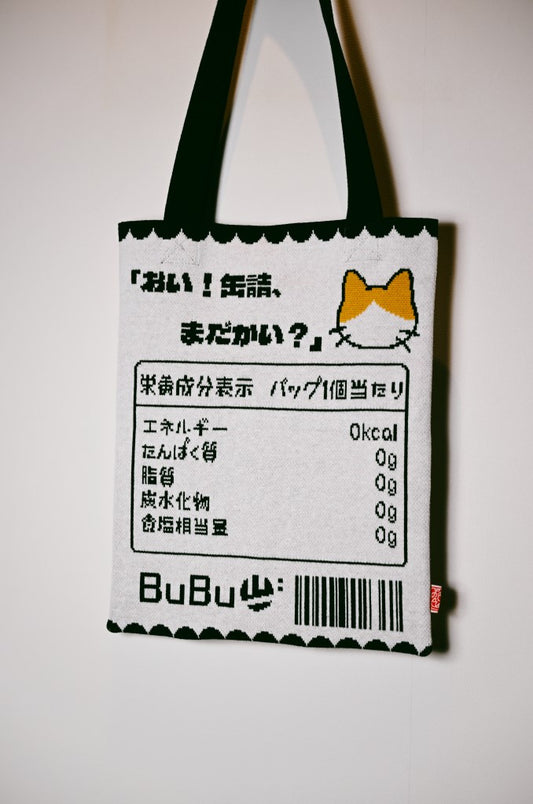 「おい！缶詰、
まだかい？」
栄養成分表示 バッグ1個当たり
エネルギー 0kcal
たんぱく質 0g
脂質 0g
炭水化物 0g
食塩相当量 0g
BuBu